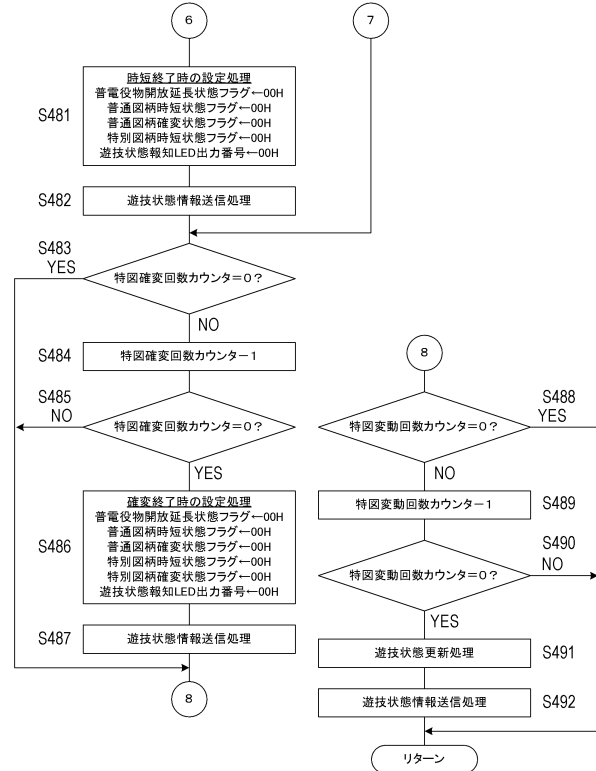 6
7
S481
時短終了時の設定処理
普電役物開放延長状態フラグ←00H
普通図柄時短状態フラグ←00H
普通図柄確変状態フラグ←00H
特別図柄時短状態フラグ←00H
遊技状態報知LED出力番号←00H
S482
遊技状態情報送信処理
S483
YES
特図確変回数カウンタ=0?
NO
S484
特図確変回数カウンター1
S485
NO
特図確変回数カウンタ=0?
YES
S486
確変終了時の設定処理
普電役物開放延長状態フラグ←00H
普通図柄時短状態フラグ←00H
普通図柄確変状態フラグ←00H
特別図柄時短状態フラグ←00H
特別図柄確変状態フラグ←00H
遊技状態報知LED出力番号←00H
S487
遊技状態情報送信処理
8
8
S488
YES
特図変動回数カウンタ=0?
NO
特図変動回数カウンター1
S489
S490
NO
特図変動回数カウンタ=0?
YES
遊技状態更新処理
S491
遊技状態情報送信処理
S492
リターン